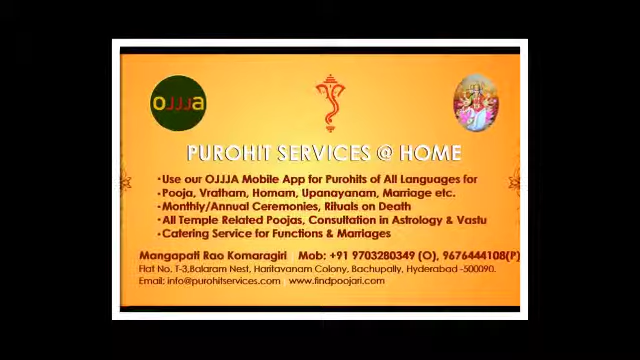 OJJJA
PUROHIT SERVICES @ HOME
•Use our OJJJA Mobile App for Purohits of All Languages for
•Pooja, Vratham, Homam, Upanayanam, Marriage etc.
•Monthly/Annual Ceremonies, Rituals on Death
•All Temple Related Poojas, Consultation in Astrology & Vastu
•Catering Service for Functions & Marriages
Mangapati Rao Komaragiri Mob: +91 9703280349 (O), 9676444108(P)
Flat No. T-3,Balaram Nest, Haritavanam Colony, Bachupally, Hyderabad -500090.
Email: info@purohitservices.com www.findpoojari.com